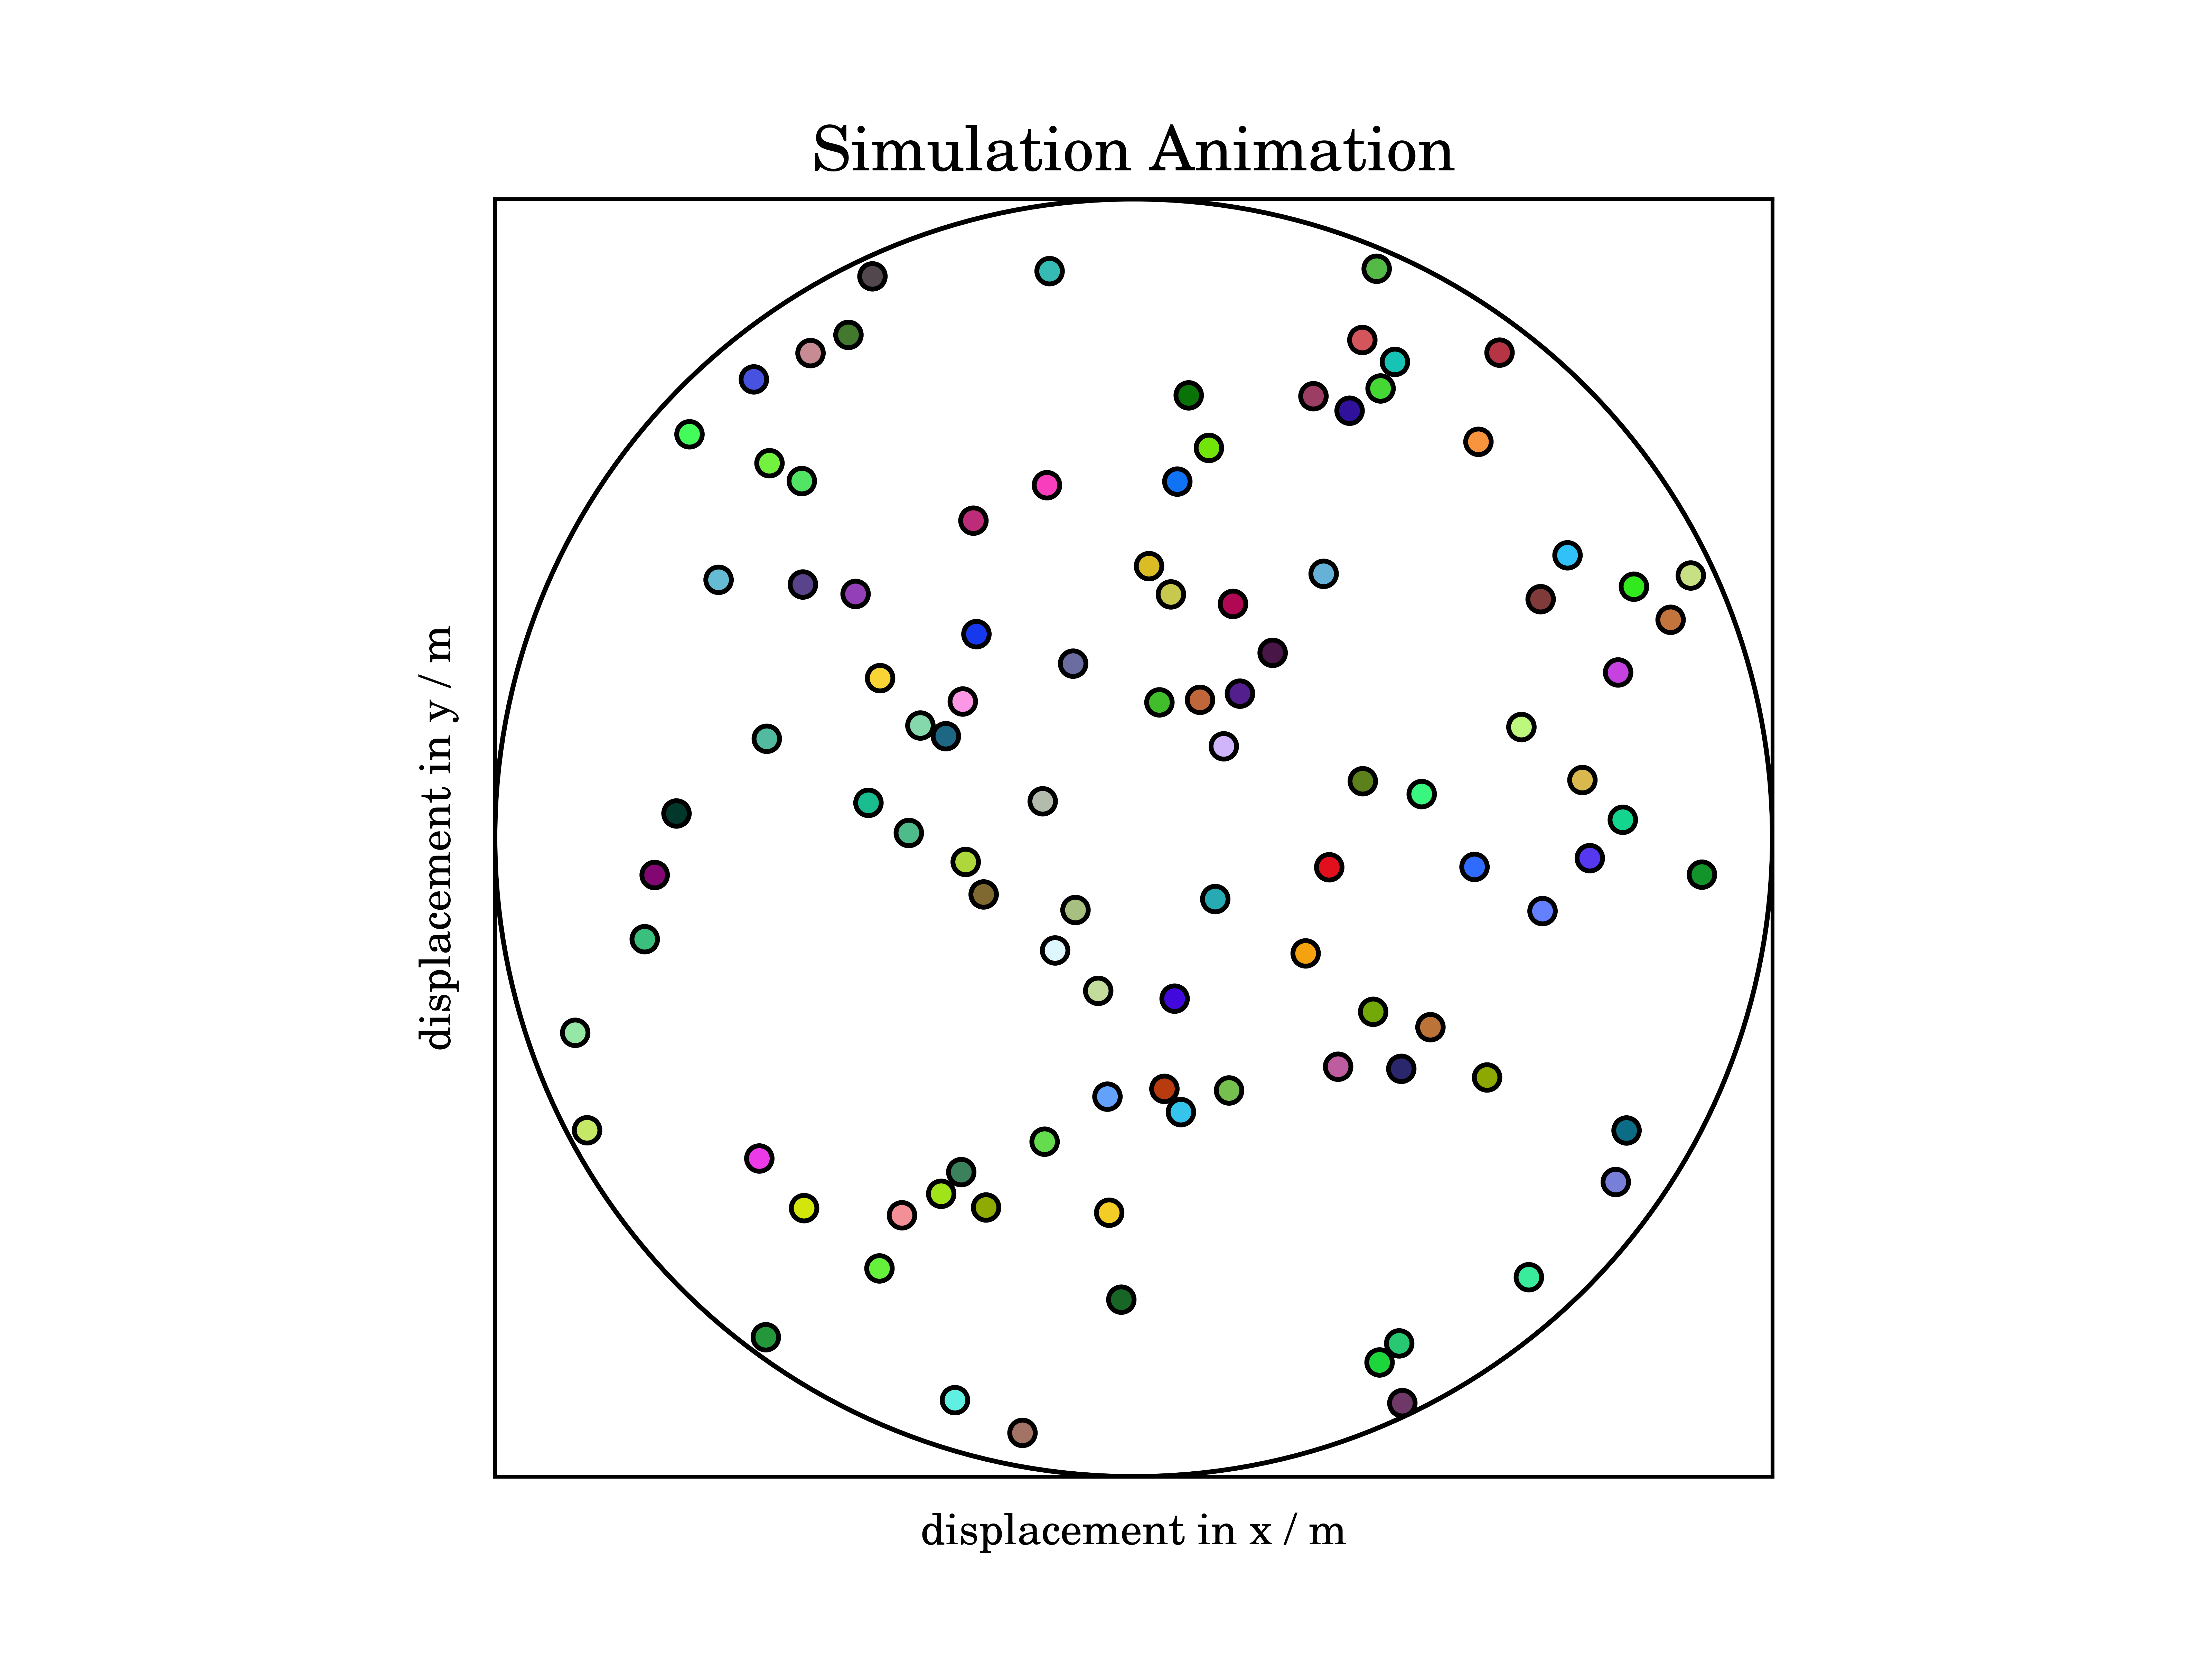 Simulation Animation
displacement in y / m
displacement in x / m